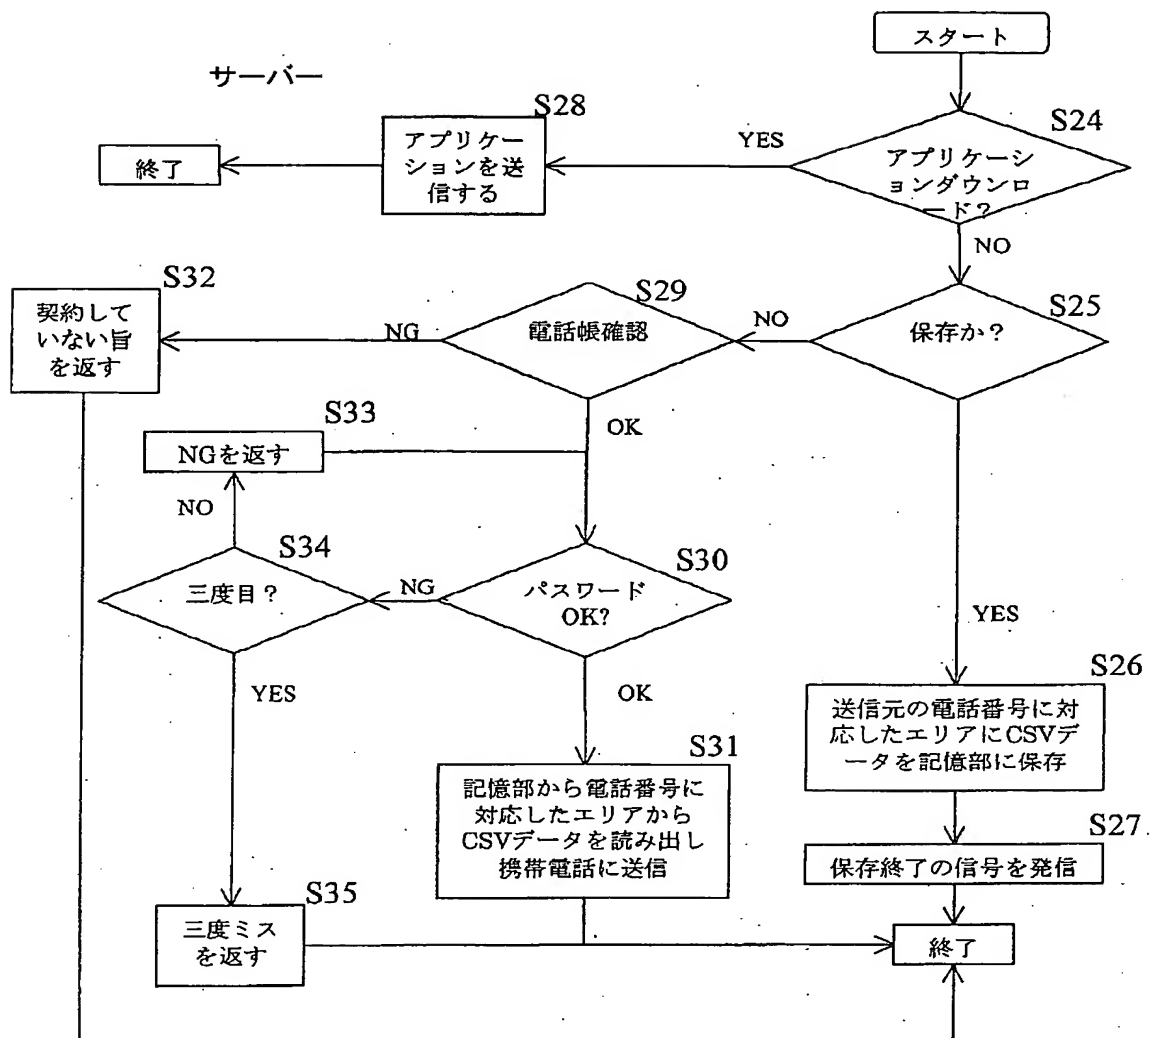 スタート
サーバー
S28
S24
アプリケー
ションを送
信する
YES
アプリケーシ
ョンダウンロ
ード？
終了
NO
S32
S29
S25
契約して
いない旨
を返す
NG
電話帳確認
NO
保存か？
OK
S33
NGを返す
NO
S34
S30
三度目？
NG
パスワード
OK?
YES
YES
OK
S26
送信元の電話番号に対
応したエリアにCSVデ
ータを記憶部に保存
S31
記憶部から電話番号に
対応したエリアから
CSVデータを読み出し
携帯電話に送信
S27
保存終了の信号を発信
S35
三度ミス
を返す
終了